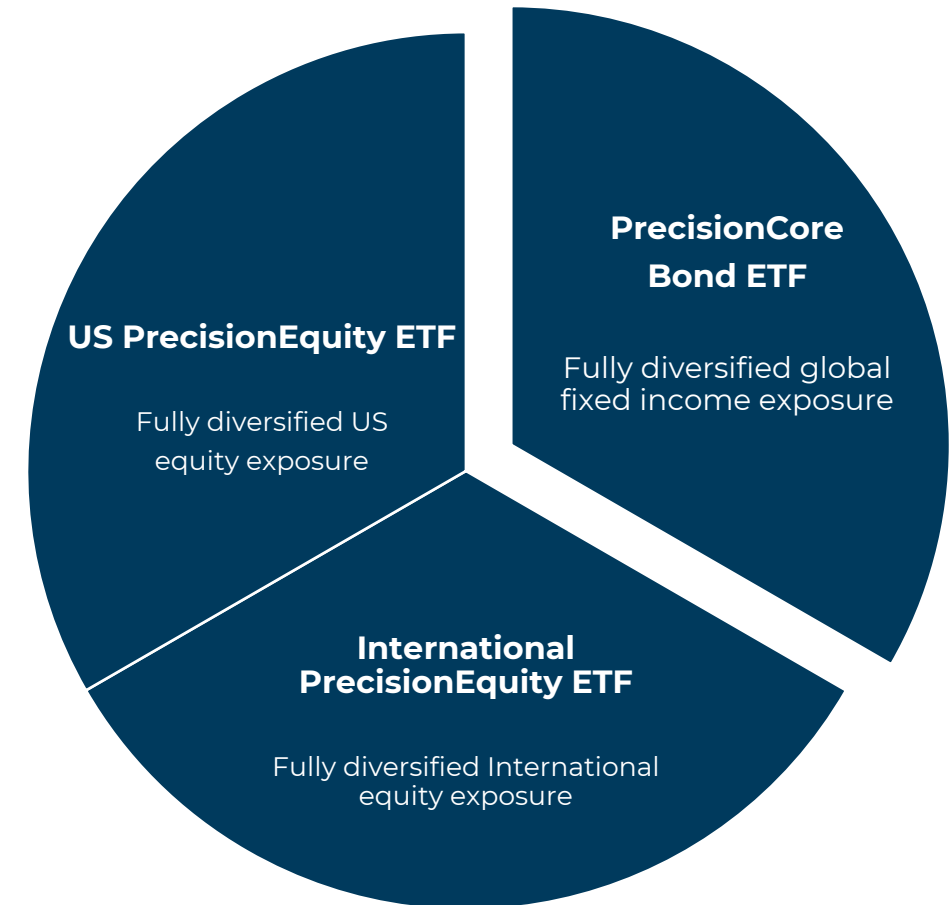 PrecisionCore
Bond ETF
Fully diversified global
fixed income exposure
US PrecisionEquity ETF
Fully diversified US
equity exposure
International
PrecisionEquity ETF
Fully diversified International
equity exposure